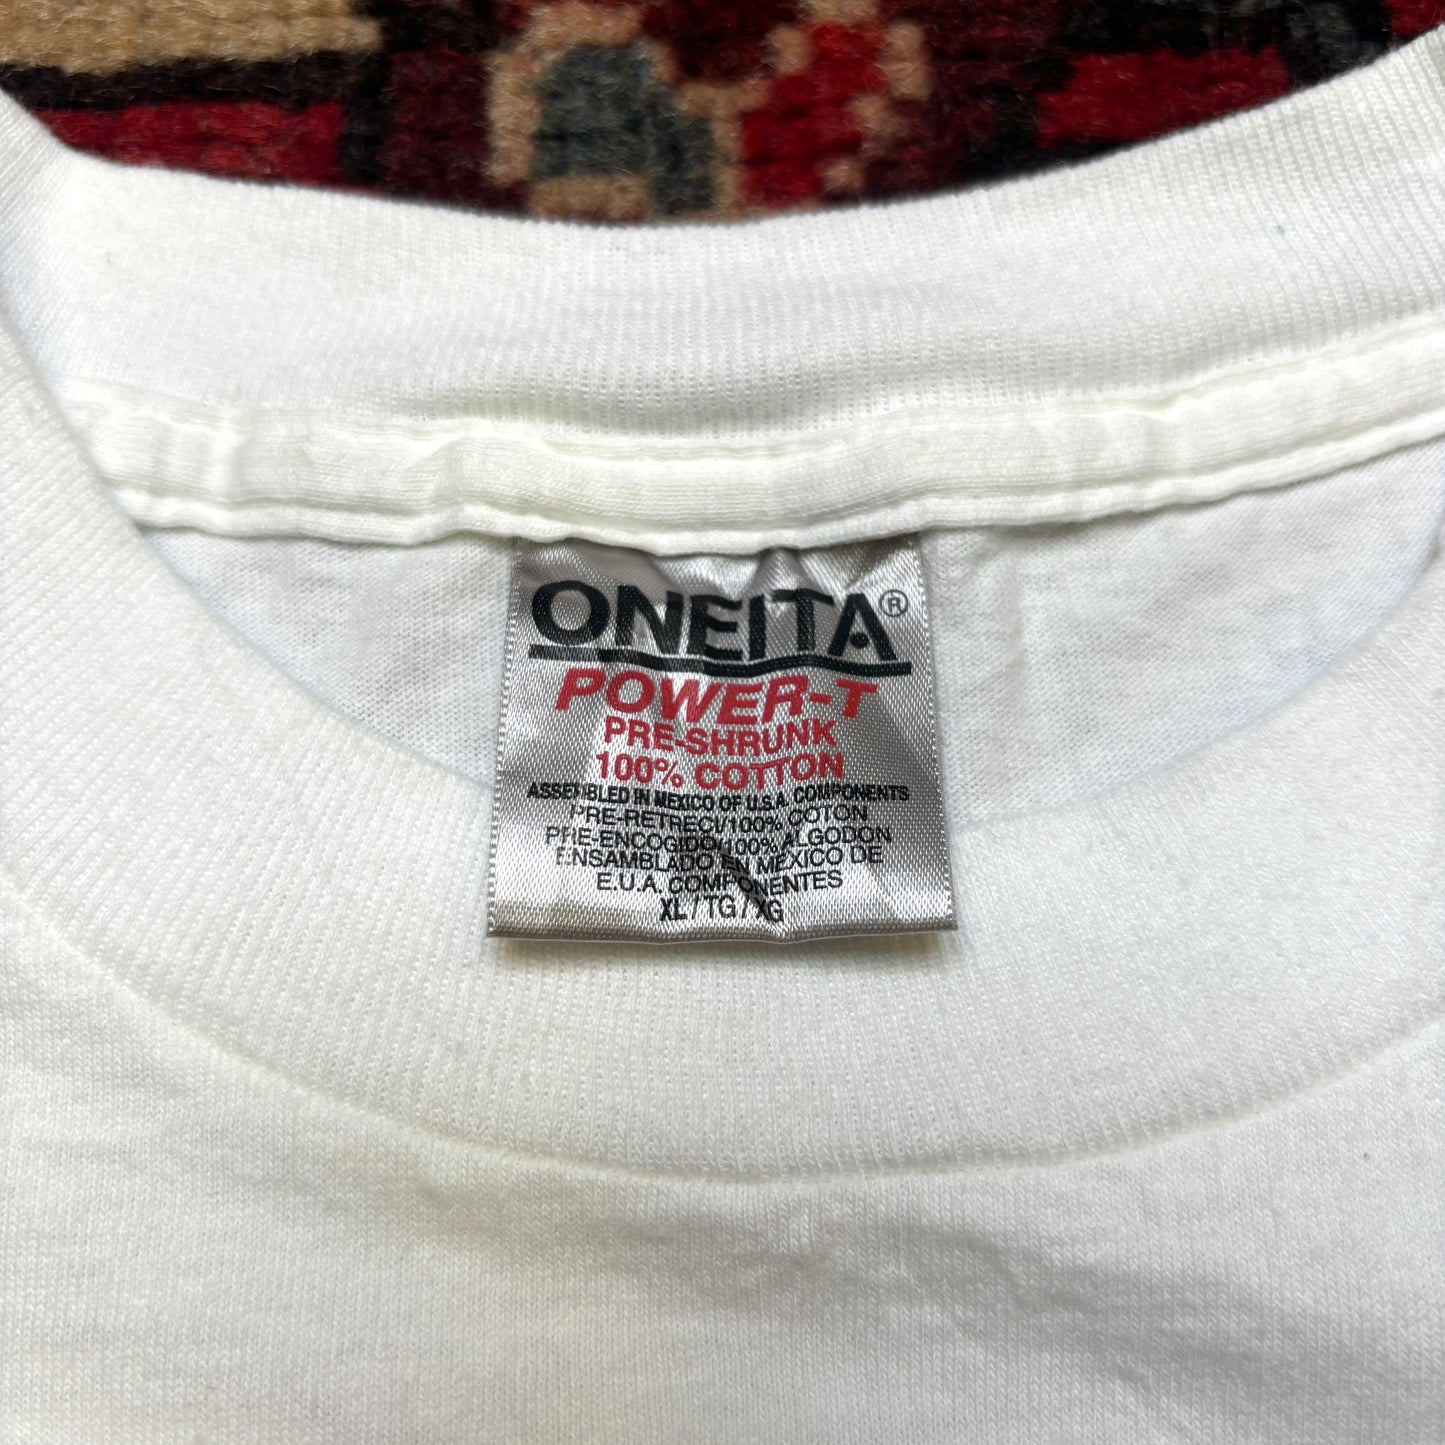 ONEITA®
POWER-T
PRE-SHRUNK
100% COTTON
ASSEMBLED IN MEXICO OF U.S.A. COMPONENTS
PRE-RETRECI/100% COTON
PRE-ENCOGIDO/100% ALGODON
ENSAMBLADO EN MEXICO DE
E.U.A. COMPONENTES
XL/TG/XG